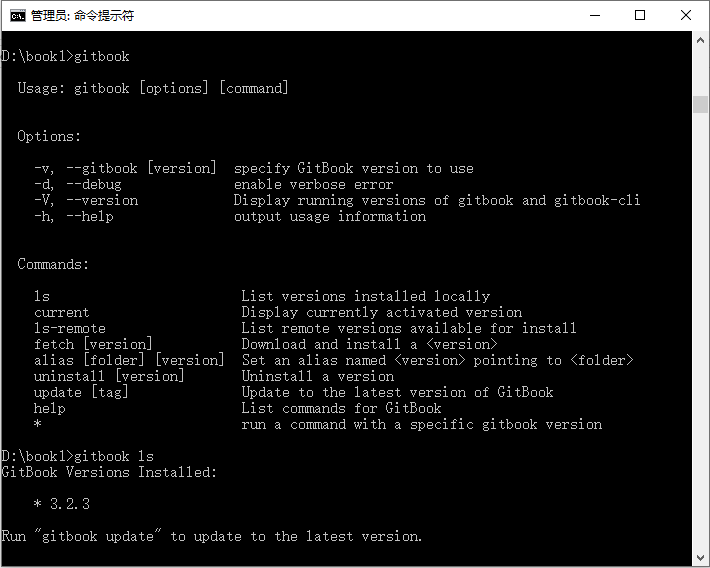 管理员: 命令提示符
D:\book1>gitbook
Usage: gitbook [options] [command]
Options:
-v, --gitbook [version]  specify GitBook version to use
-d, --debug              enable verbose error
-V, --version            Display running versions of gitbook and gitbook-cli
-h, --help               output usage information
Commands:
ls                        List versions installed locally
current                   Display currently activated version
ls-remote                 List remote versions available for install
fetch [version]           Download and install a <version>
alias [folder] [version]  Set an alias named <version> pointing to <folder>
uninstall [version]       Uninstall a version
update [tag]              Update to the latest version of GitBook
help                      List commands for GitBook
*                         run a command with a specific gitbook version
D:\book1>gitbook ls
GitBook Versions Installed:
* 3.2.3
Run "gitbook update" to update to the latest version.